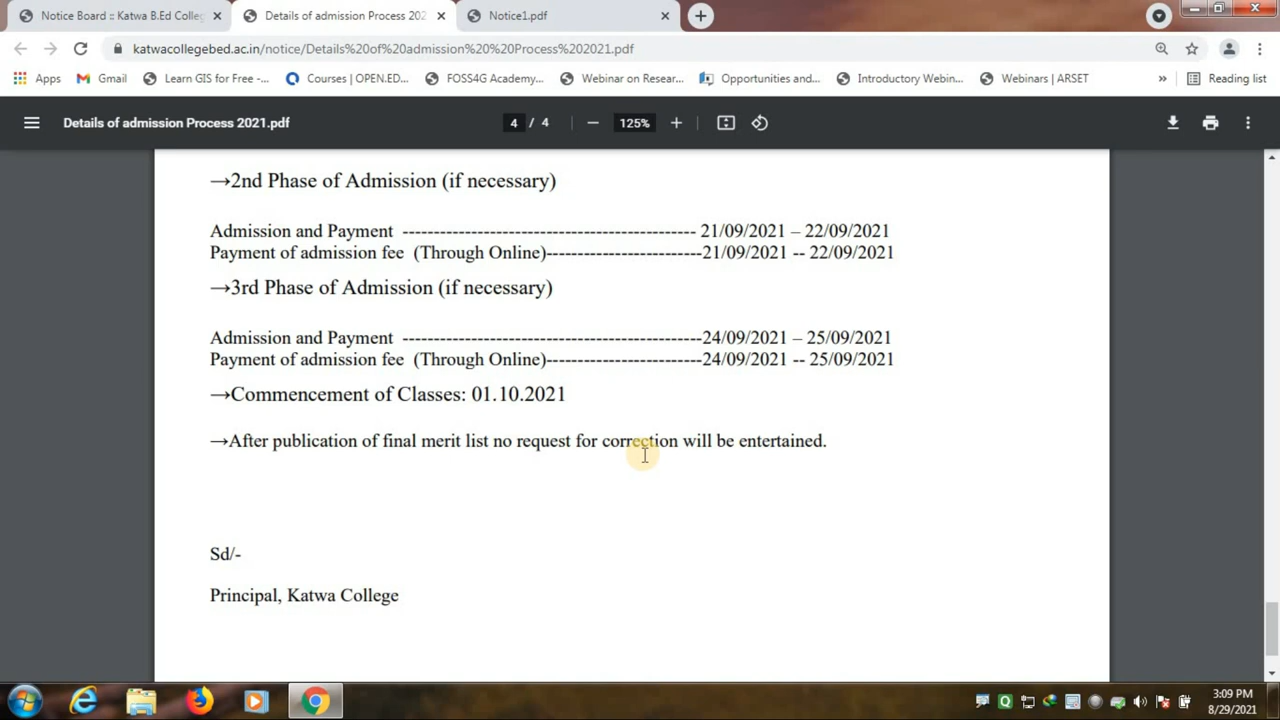 Notice Board :: Katwa B.Ed Colleg
Details of admission Process 202
Notice1.pdf
katwacollegebed.ac.in/notice/Details%20of%20admission%20%20Process%202021.pdf
Apps
Gmail
Learn GIS for Free -...
Courses | OPEN.ED...
FOSS4G Academy...
Webinar on Resear...
Opportunities and...
Introductory Webin...
Webinars | ARSET
»
Reading list
Details of admission Process 2021.pdf
4 / 4
125%
→2nd Phase of Admission (if necessary)
Admission and Payment ----------------------------------------------- 21/09/2021 – 22/09/2021
Payment of admission fee (Through Online)-------------------------21/09/2021 -- 22/09/2021
→3rd Phase of Admission (if necessary)
Admission and Payment ------------------------------------------------24/09/2021 – 25/09/2021
Payment of admission fee (Through Online)-------------------------24/09/2021 -- 25/09/2021
→Commencement of Classes: 01.10.2021
→After publication of final merit list no request for correction will be entertained.
Sd/-
Principal, Katwa College
3:09 PM
8/29/2021